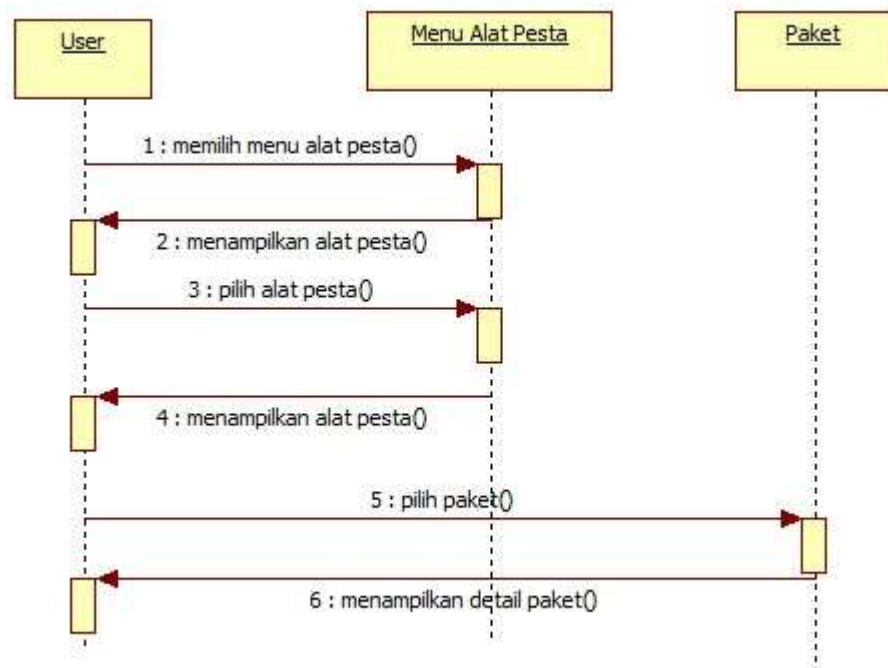 User
Menu Alat Pesta
Paket
1 : memilih menu alat pesta()
2 : menampilkan alat pesta()
3 : pilih alat pesta()
4 : menampilkan alat pesta()
5 : pilih paket()
6 : menampilkan detail paket()